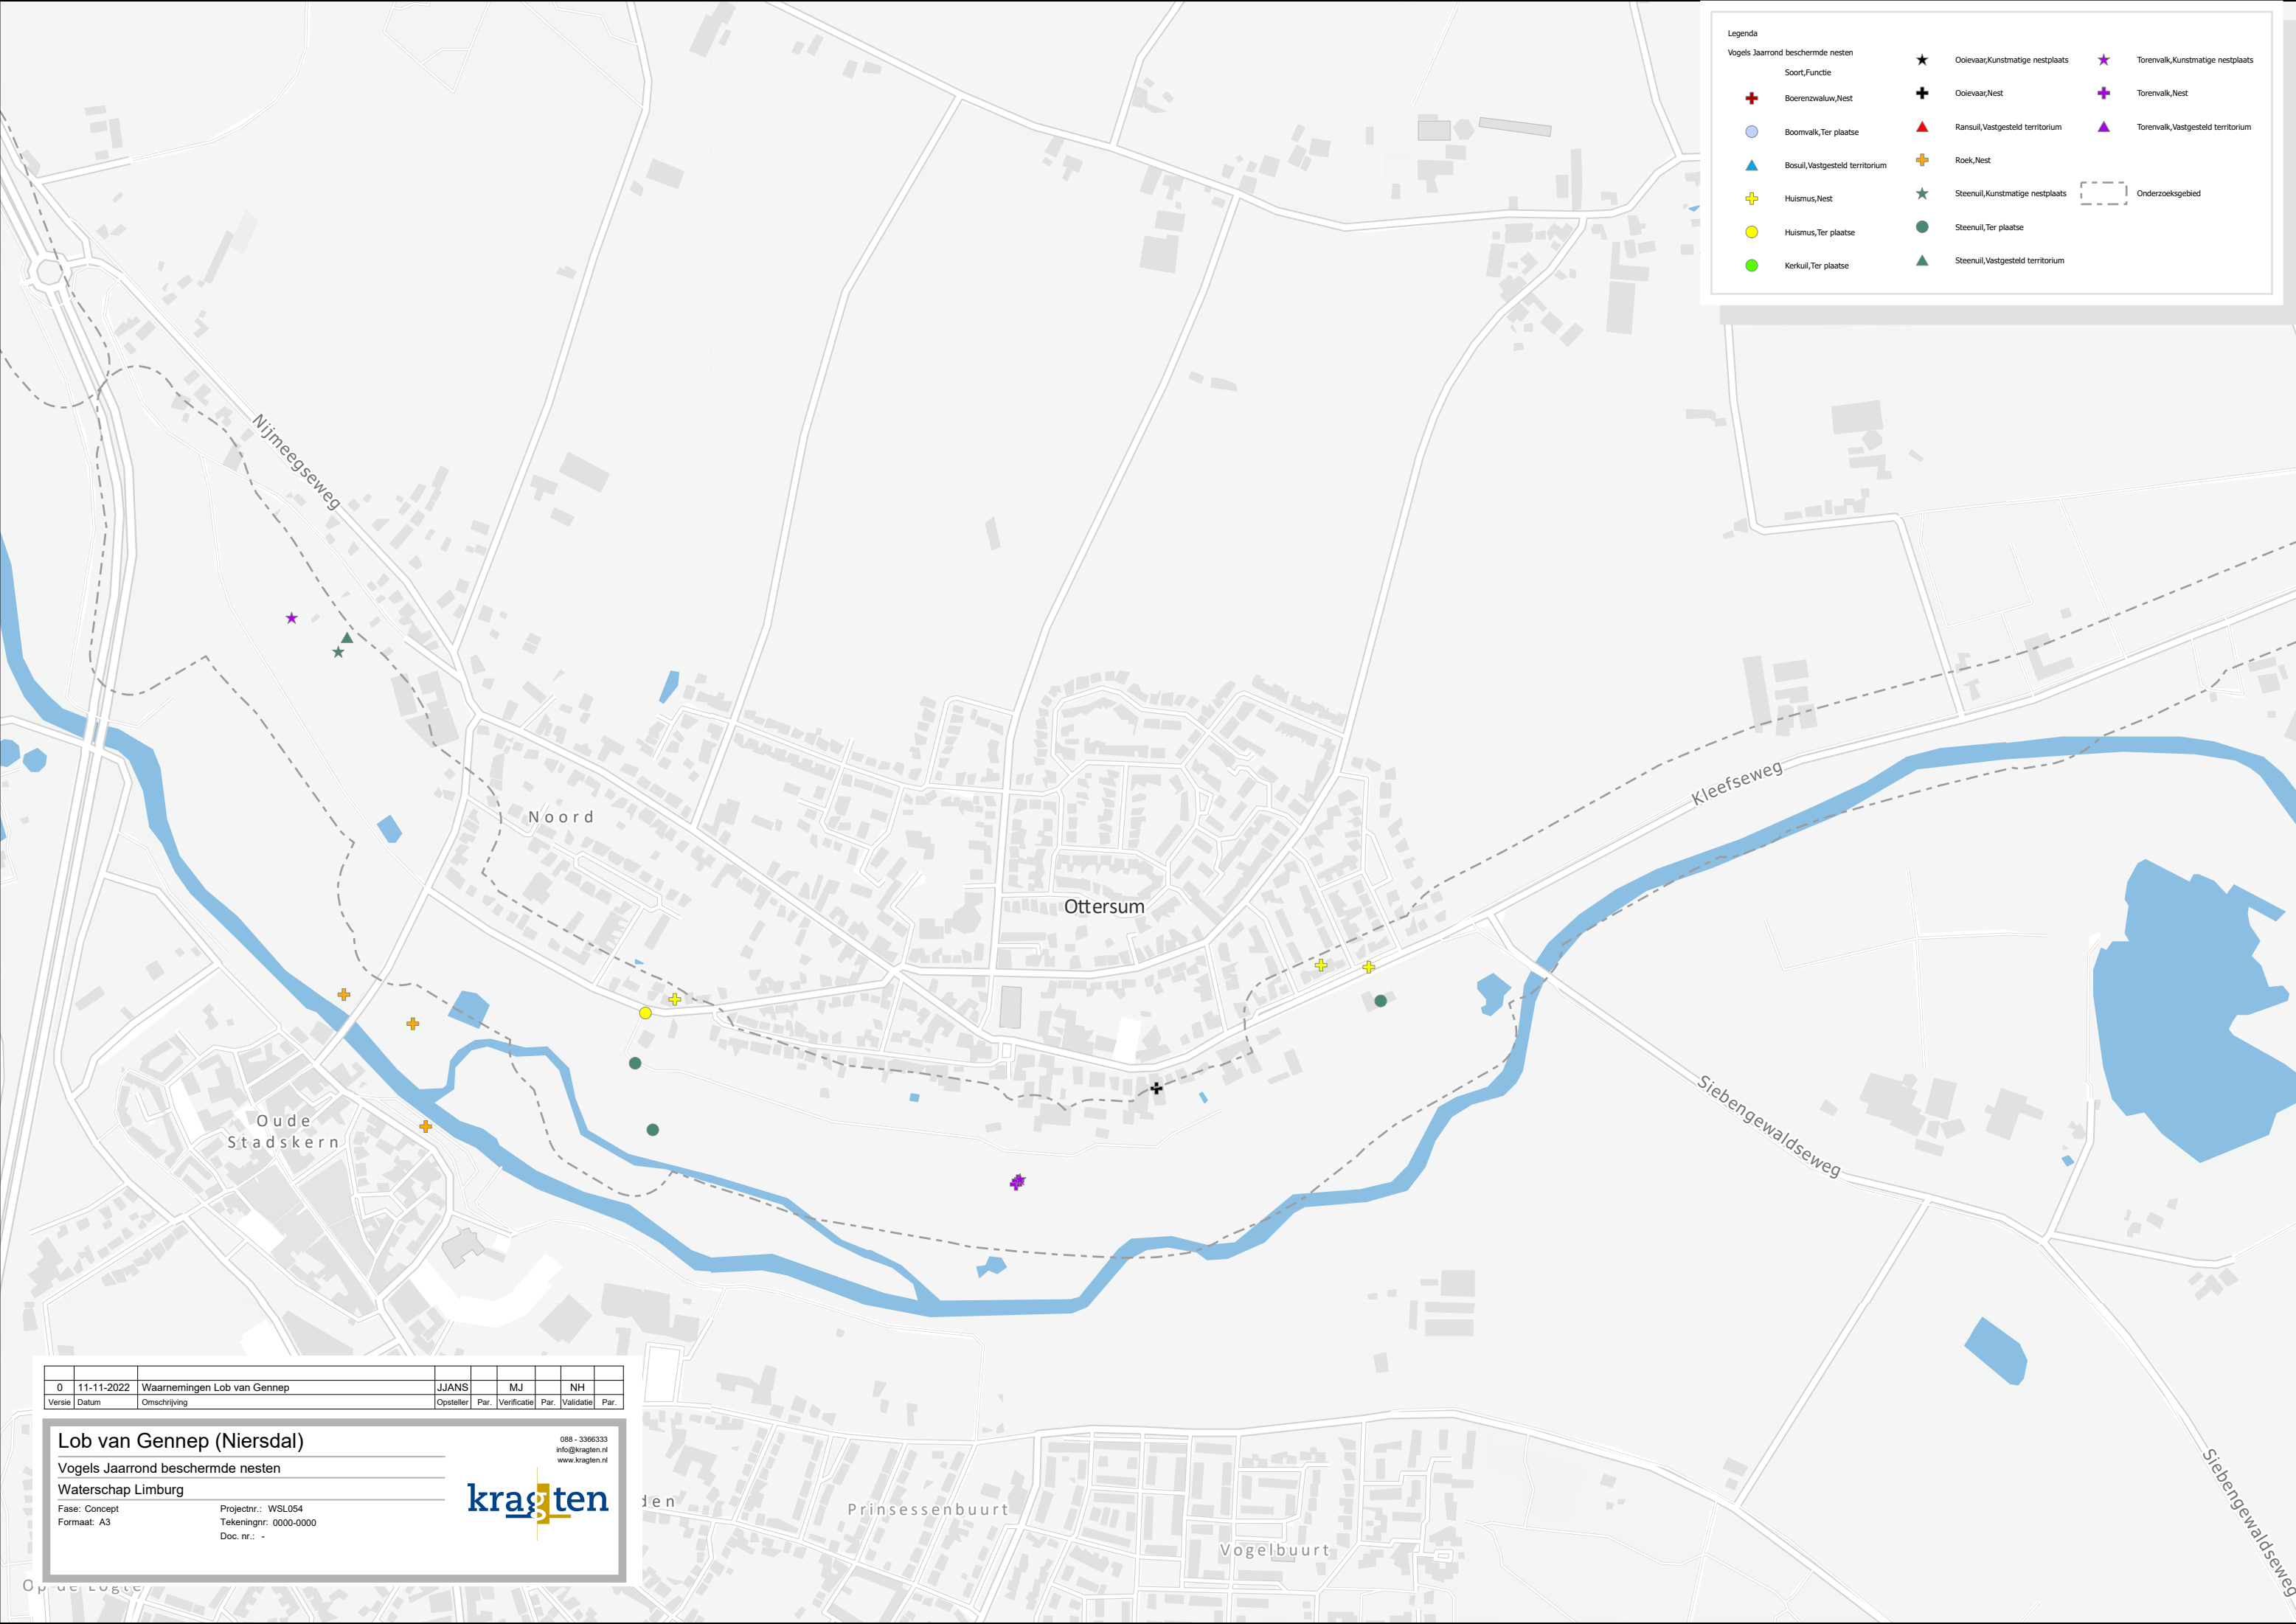 Legenda
Vogels Jaarrond beschermde nesten
Soort,Functie
Boerenzwaluw,Nest
Boomvalk,Ter plaatse
Bosuil,Vastgesteld territorium
Huismus,Nest
Huismus,Ter plaatse
Kerkuil,Ter plaatse
Ooievaar,Kunstmatige nestplaats
Ooievaar,Nest
Ransuil,Vastgesteld territorium
Roek,Nest
Steenuil,Kunstmatige nestplaats
Steenuil,Ter plaatse
Steenuil,Vastgesteld territorium
Torenvalk,Kunstmatige nestplaats
Torenvalk,Nest
Torenvalk,Vastgesteld territorium
Onderzoeksgebied
Nijmeegseweg
Noord
Ottersum
Kleefseweg
Oude
Stadskern
Siebengewaldseweg
Siebengewaldseweg
Prinsessenbuurt
Vogelbuurt
den
Op de Logte
0 11-11-2022 Waarnemingen Lob van Gennep JJANS MJ NH
Versie Datum Omschrijving Opsteller Par. Verificatie Par. Validatie Par.
Lob van Gennep (Niersdal)
Vogels Jaarrond beschermde nesten
Waterschap Limburg
Fase: Concept Projectnr.: WSL054
Formaat: A3 Tekeningnr: 0000-0000
Doc. nr.: -
088 - 3366333
info@kragten.nl
www.kragten.nl
kragten